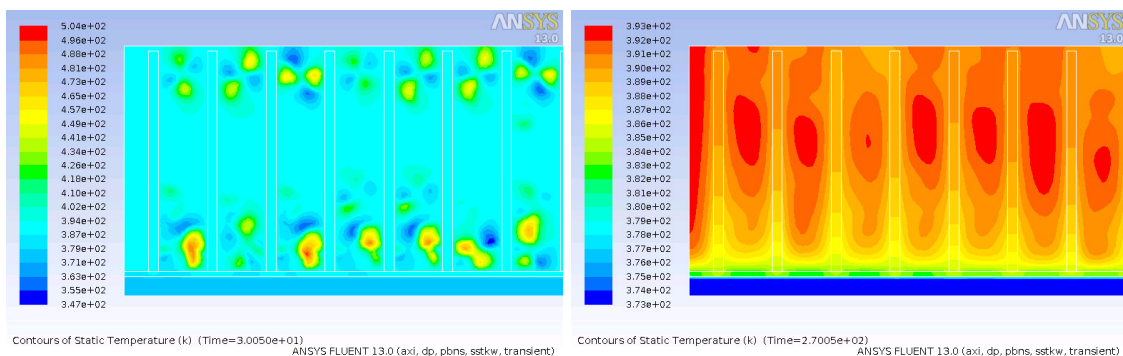 ANSYS
13.0
5.04e+02
4.96e+02
4.88e+02
4.80e+02
4.73e+02
4.65e+02
4.57e+02
4.49e+02
4.41e+02
4.33e+02
4.26e+02
4.18e+02
4.10e+02
4.02e+02
3.94e+02
3.86e+02
3.79e+02
3.71e+02
3.63e+02
3.55e+02
3.47e+02
Contours of Static Temperature (k) (Time=3.0050e+01)
ANSYS FLUENT 13.0 (axi, dp, pbns, sstkw, transient)
ANSYS
13.0
3.93e+02
3.92e+02
3.91e+02
3.90e+02
3.89e+02
3.88e+02
3.87e+02
3.86e+02
3.85e+02
3.84e+02
3.83e+02
3.82e+02
3.81e+02
3.80e+02
3.79e+02
3.78e+02
3.77e+02
3.76e+02
3.75e+02
3.74e+02
3.73e+02
Contours of Static Temperature (k) (Time=2.7005e+02)
ANSYS FLUENT 13.0 (axi, dp, pbns, sstkw, transient)